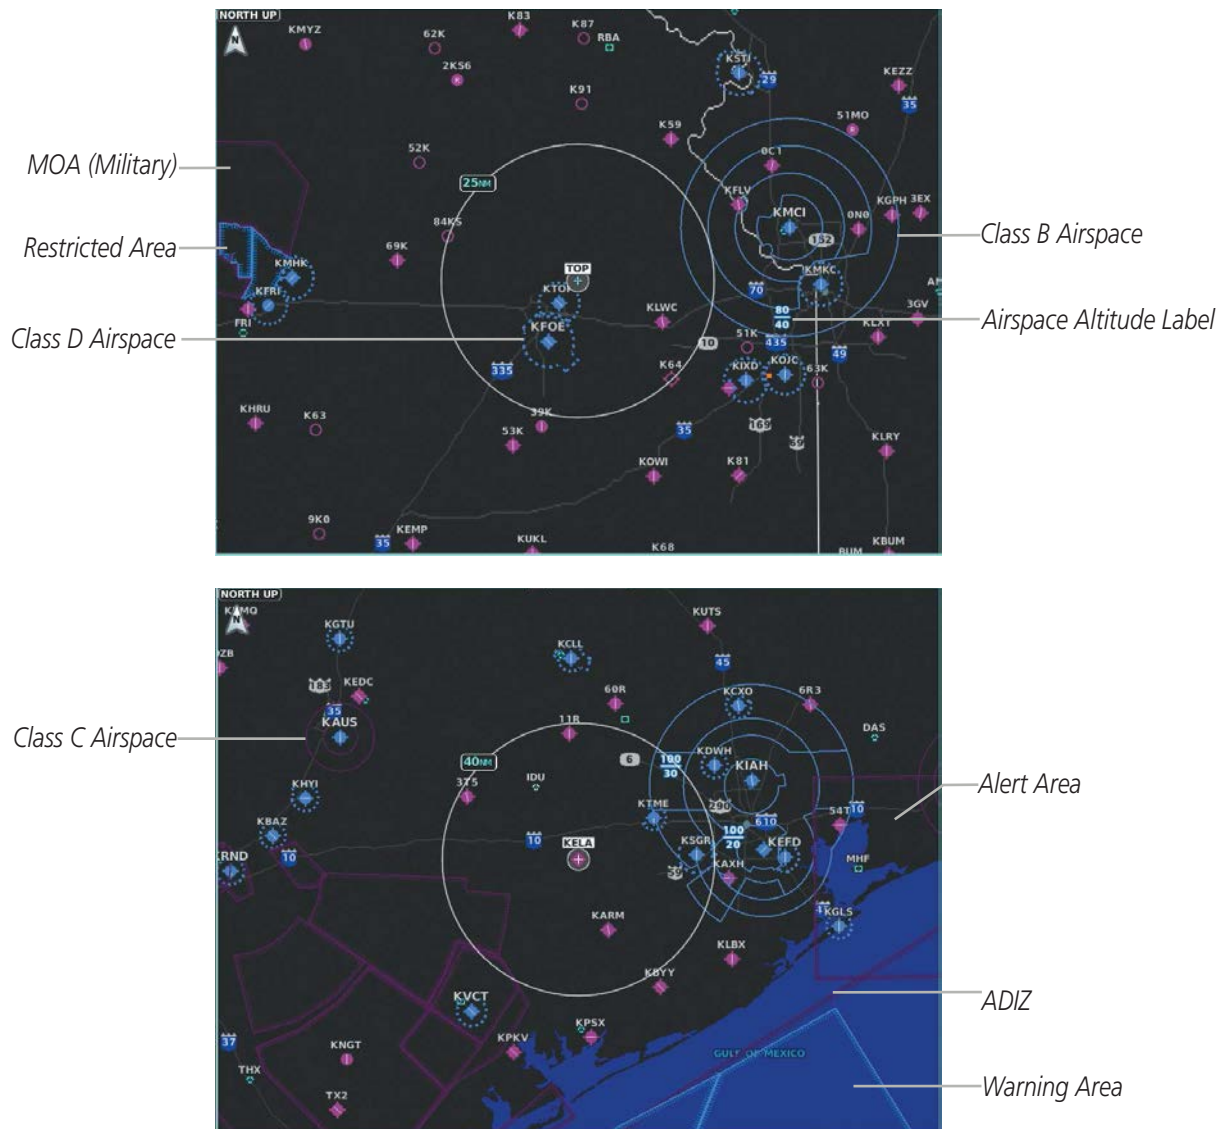 NORTH UP
N
KMYZ
K83
K87
62K
RBA
2KS6
KSTJ
29
KEZZ
35
K91
51MO
K59
0C1
MOA (Military)
52K
25NM
KFLV
KGPH
3EX
KMCI
0N0
84KS
152
Class B Airspace
Restricted Area
69K
KMHK
TOP
KMKC
KFRI
70
KTOP
3GV
FRI
KLWC
80
40
Airspace Altitude Label
KFOE
KLXT
Class D Airspace
51K
435
10
49
K64
KIXD
KOJC
63K
335
KHRU
K63
39K
53K
35
169
69
KLRY
KOWI
K81
9K0
35
KEMP
KUKL
K68
KBUM
BUM
NORTH UP
N
KGTU
KUTS
KCLL
45
183
KEDC
60R
KCXO
6R3
35
KAUS
11R
DAS
Class C Airspace
40NM
6
100
30
KDWH
KIAH
3T5
IDU
Alert Area
KHYI
KTME
290
54T
10
KBAZ
610
10
KELA
100
20
KSGR
KEFD
KRND
10
59
KAXH
MHF
KARM
KGLS
KLBX
KBYY
ADIZ
KVCT
KPSX
37
KNGT
KPKV
GULF OF MEXICO
THX
TX2
Warning Area